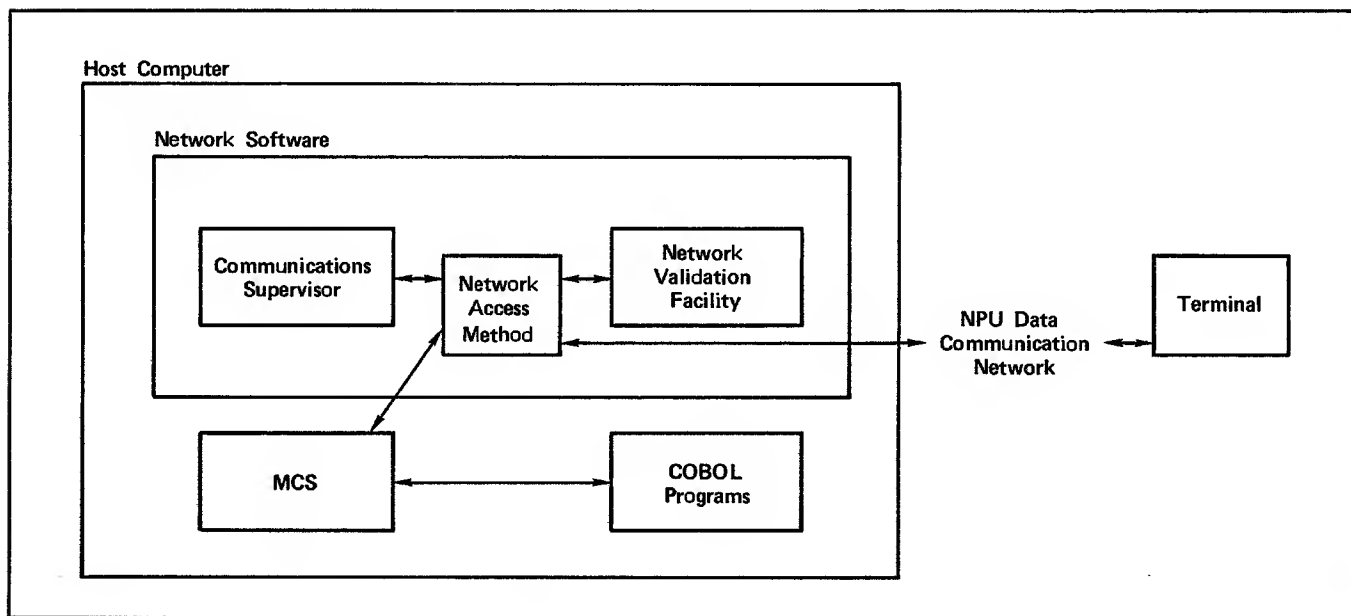 Host Computer
Network Software
Communications
Supervisor
Network
Access
Method
Network
Validation
Facility
NPU Data
Communication
Network
Terminal
MCS
COBOL
Programs